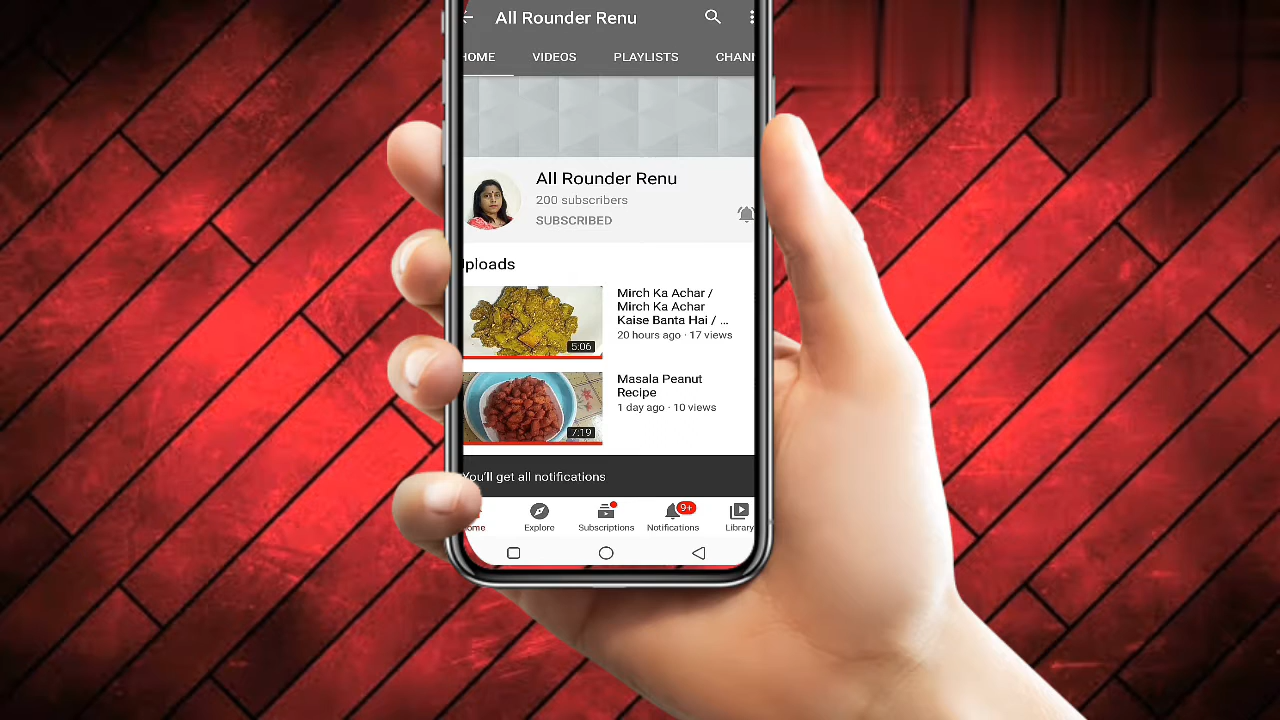 All Rounder Renu
HOME VIDEOS PLAYLISTS CHANN
All Rounder Renu
200 subscribers
SUBSCRIBED
Uploads
Mirch Ka Achar /
Mirch Ka Achar
Kaise Banta Hai / ...
20 hours ago · 17 views
5:06
Masala Peanut
Recipe
1 day ago · 10 views
7:19
You'll get all notifications
9+
ome Explore Subscriptions Notifications Library